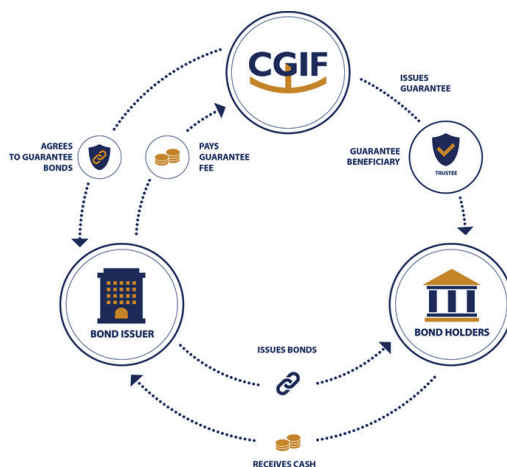 CGIF
ISSUES
GUARANTEE
AGREES
TO GUARANTEE
BONDS
PAYS
GUARANTEE
FEE
GUARANTEE
BENEFICIARY
TRUSTEE
BOND ISSUER
BOND HOLDERS
ISSUES BONDS
RECEIVES CASH